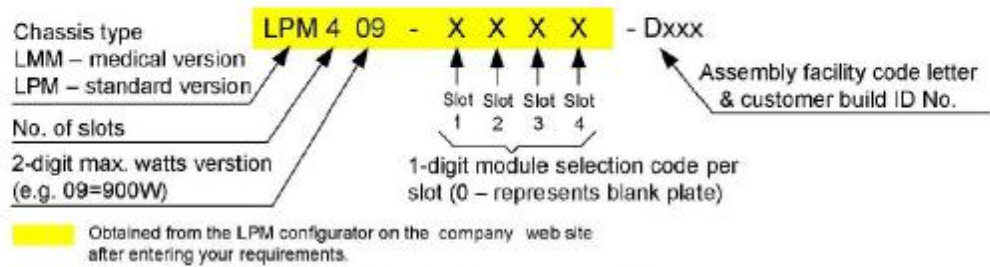 Chassis type
LMM – medical version
LPM – standard version
LPM 4 09 - X X X X - Dxxx
Assembly facility code letter
& customer build ID No.
Slot Slot Slot Slot
1 2 3 4
No. of slots
2-digit max. watts verstion
(e.g. 09=900W)
1-digit module selection code per
slot (0 – represents blank plate)
Obtained from the LPM configurator on the company web site
after entering your requirements.